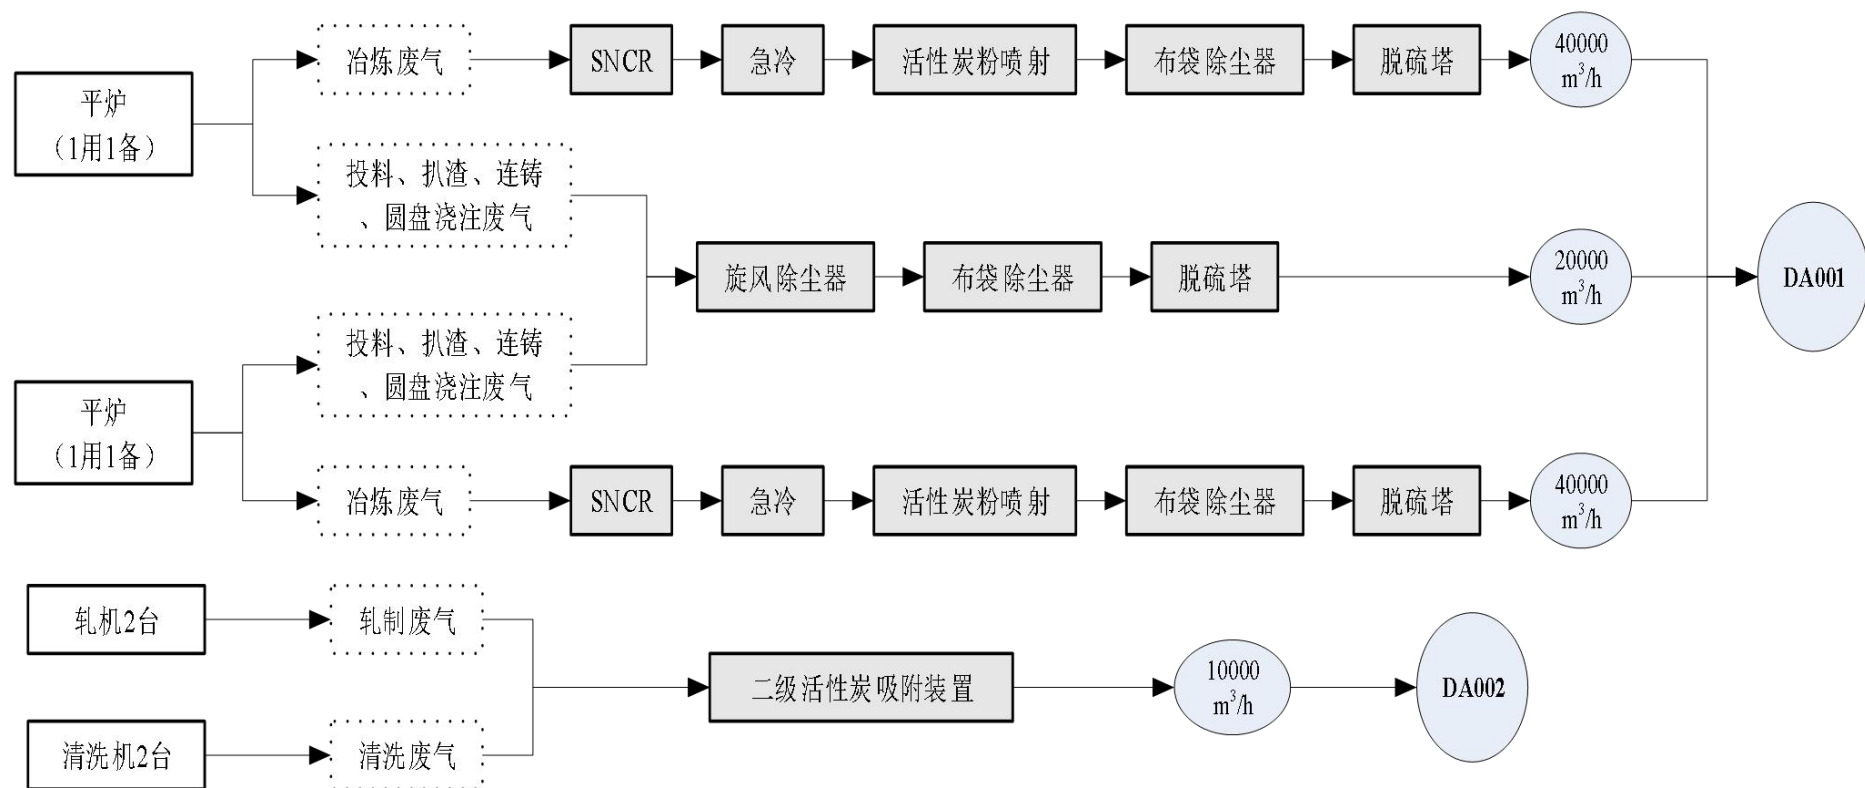 冶炼废气
SNCR
急冷
活性炭粉喷射
布袋除尘器
脱硫塔
40000
m³/h
平炉
（1用1备）
投料、扒渣、连铸
、圆盘浇注废气
旋风除尘器
布袋除尘器
脱硫塔
20000
m³/h
DA001
投料、扒渣、连铸
、圆盘浇注废气
平炉
（1用1备）
冶炼废气
SNCR
急冷
活性炭粉喷射
布袋除尘器
脱硫塔
40000
m³/h
轧机2台
轧制废气
二级活性炭吸附装置
10000
m³/h
DA002
清洗机2台
清洗废气